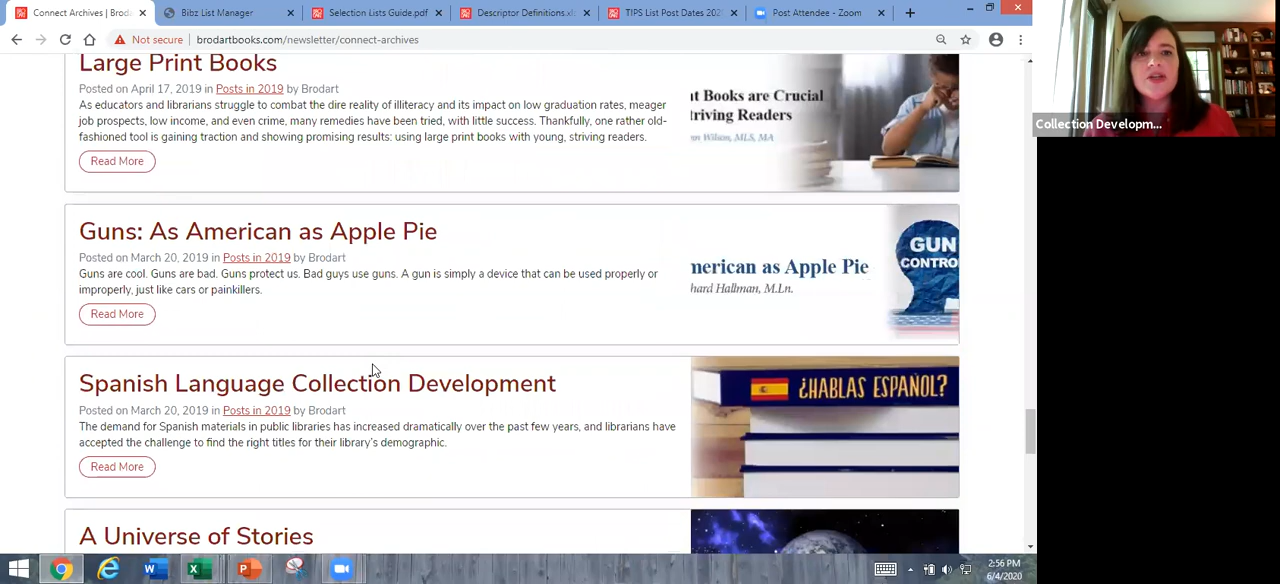 Connect Archives | Brod
Bibz List Manager
Selection Lists Guide.pdf
Descriptor Definitions.xl
TIPS List Post Dates 202
Post Attendee - Zoom
Not secure
brodartbooks.com/newsletter/connect-archives
Collection Developm...
Large Print Books
Posted on April 17, 2019 in Posts in 2019 by Brodart
As educators and librarians struggle to combat the dire reality of illiteracy and its impact on low graduation rates, meager
job prospects, low income, and even crime, many remedies have been tried, with little success. Thankfully, one rather old-
fashioned tool is gaining traction and showing promising results: using large print books with young, striving readers.
Read More
t Books are Crucial
triving Readers
Wilson, MLS, MA
Guns: As American as Apple Pie
Posted on March 20, 2019 in Posts in 2019 by Brodart
Guns are cool. Guns are bad. Guns protect us. Bad guys use guns. A gun is simply a device that can be used properly or
improperly, just like cars or painkillers.
Read More
merican as Apple Pie
hard Hallman, M.Ln.
GUN
CONTRO
Spanish Language Collection Development
Posted on March 20, 2019 in Posts in 2019 by Brodart
The demand for Spanish materials in public libraries has increased dramatically over the past few years, and librarians have
accepted the challenge to find the right titles for their library's demographic.
Read More
¿HABLAS ESPAÑOL?
A Universe of Stories
2:56 PM
6/4/2020